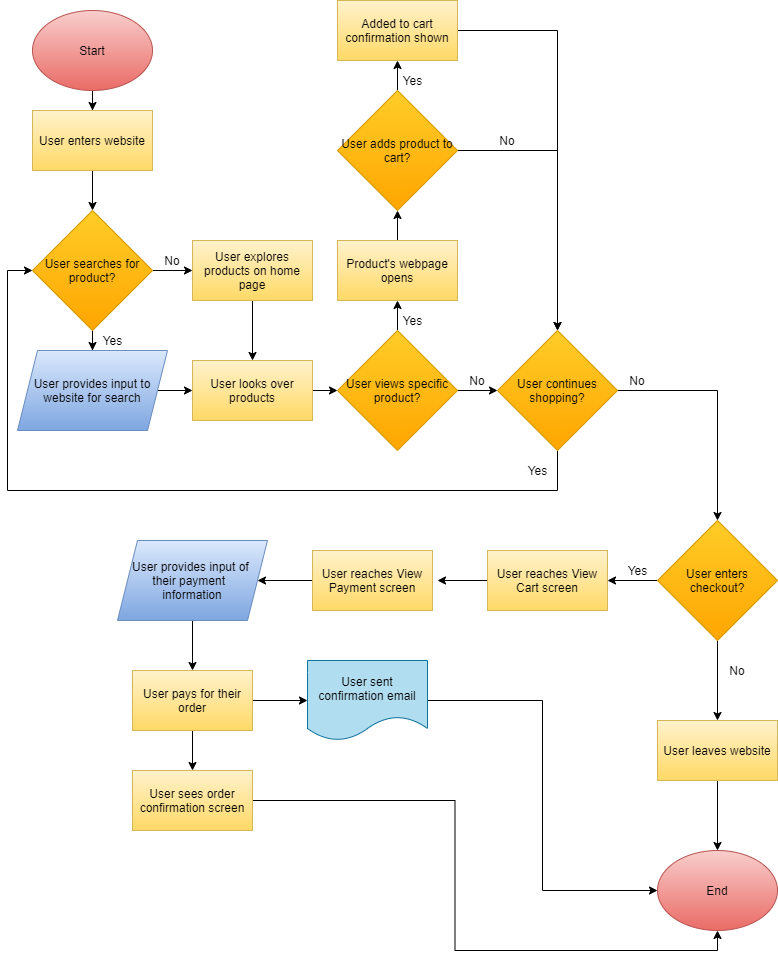 Start
User enters website
User searches for
product?
No
Yes
User explores
products on home
page
User provides input to
website for search
User looks over
products
User views specific
product?
Yes
No
Product's webpage
opens
User adds product to
cart?
Yes
No
Added to cart
confirmation shown
User continues
shopping?
No
Yes
User enters
checkout?
Yes
No
User reaches View
Cart screen
User reaches View
Payment screen
User provides input of
their payment
information
User pays for their
order
User sent
confirmation email
User sees order
confirmation screen
User leaves website
End